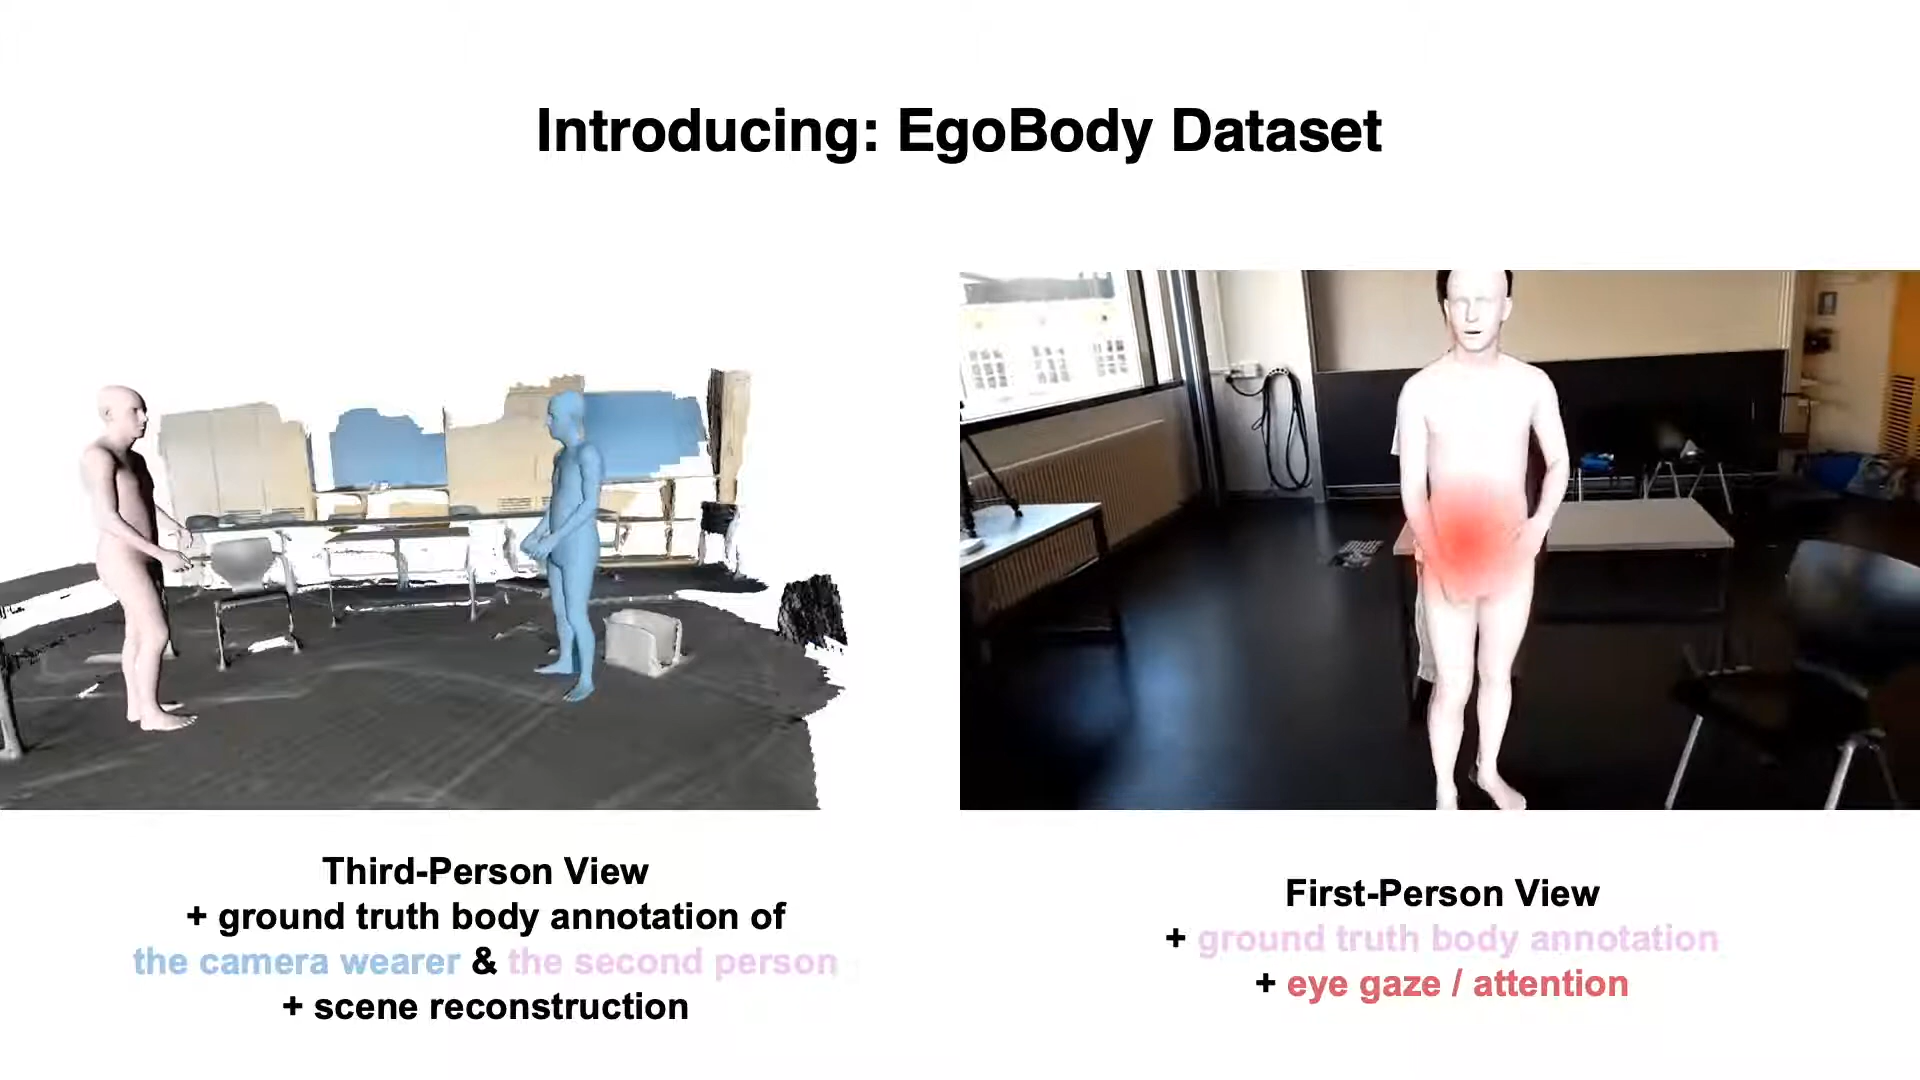 Introducing: EgoBody Dataset
Third-Person View
+ ground truth body annotation of
the camera wearer & the second person
+ scene reconstruction
First-Person View
+ ground truth body annotation
+ eye gaze / attention